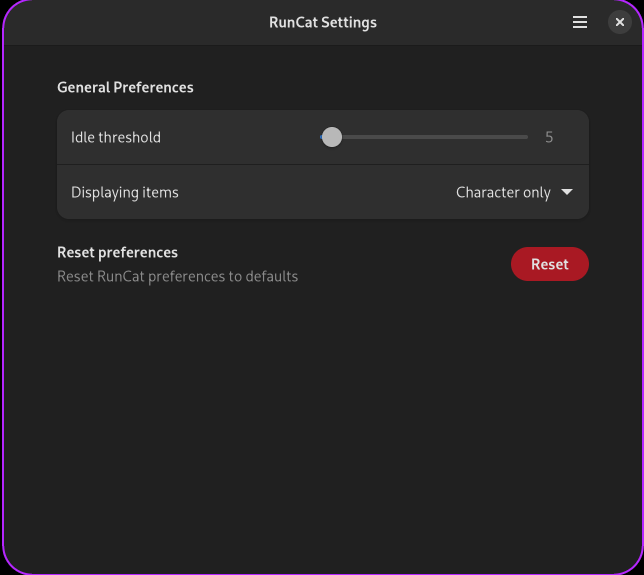 RunCat Settings
General Preferences
Idle threshold 5
Displaying items Character only
Reset preferences
Reset RunCat preferences to defaults
Reset